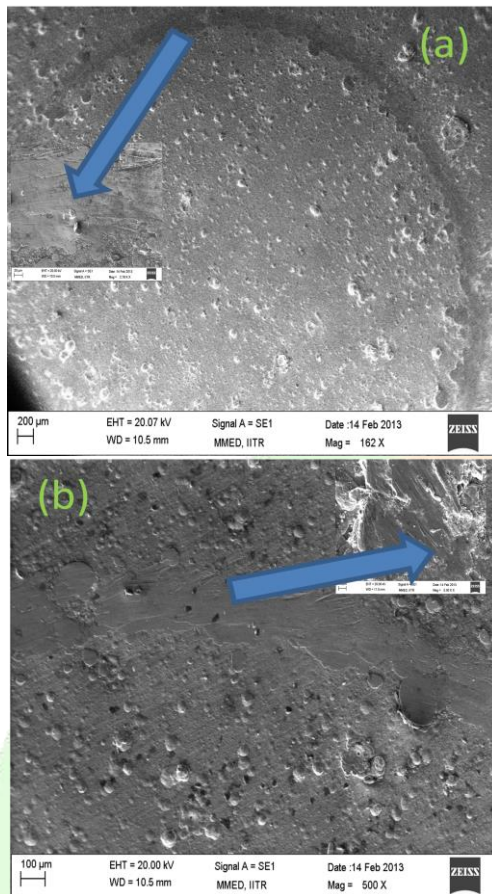 (a)
200 µm
EHT = 20.07 kV
Signal A = SE1
Date :14 Feb 2013
WD = 10.5 mm
MMED, IITR
Mag = 162 X
ZEISS
(b)
100 µm
EHT = 20.00 kV
Signal A = SE1
Date :14 Feb 2013
WD = 10.5 mm
MMED, IITR
Mag = 500 X
ZEISS